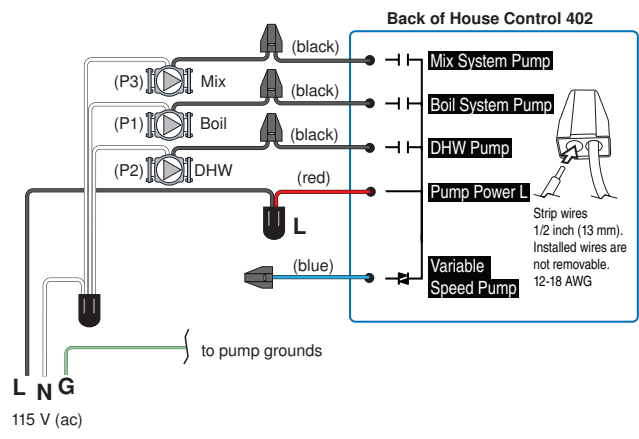 Back of House Control 402
(black)
Mix System Pump
(P3) Mix
(black)
Boil System Pump
(P1) Boil
(black)
DHW Pump
(P2) DHW
(red)
Pump Power L
L
Strip wires
1/2 inch (13 mm).
Installed wires are
not removable.
12-18 AWG
(blue)
Variable
Speed Pump
to pump grounds
L N G
115 V (ac)